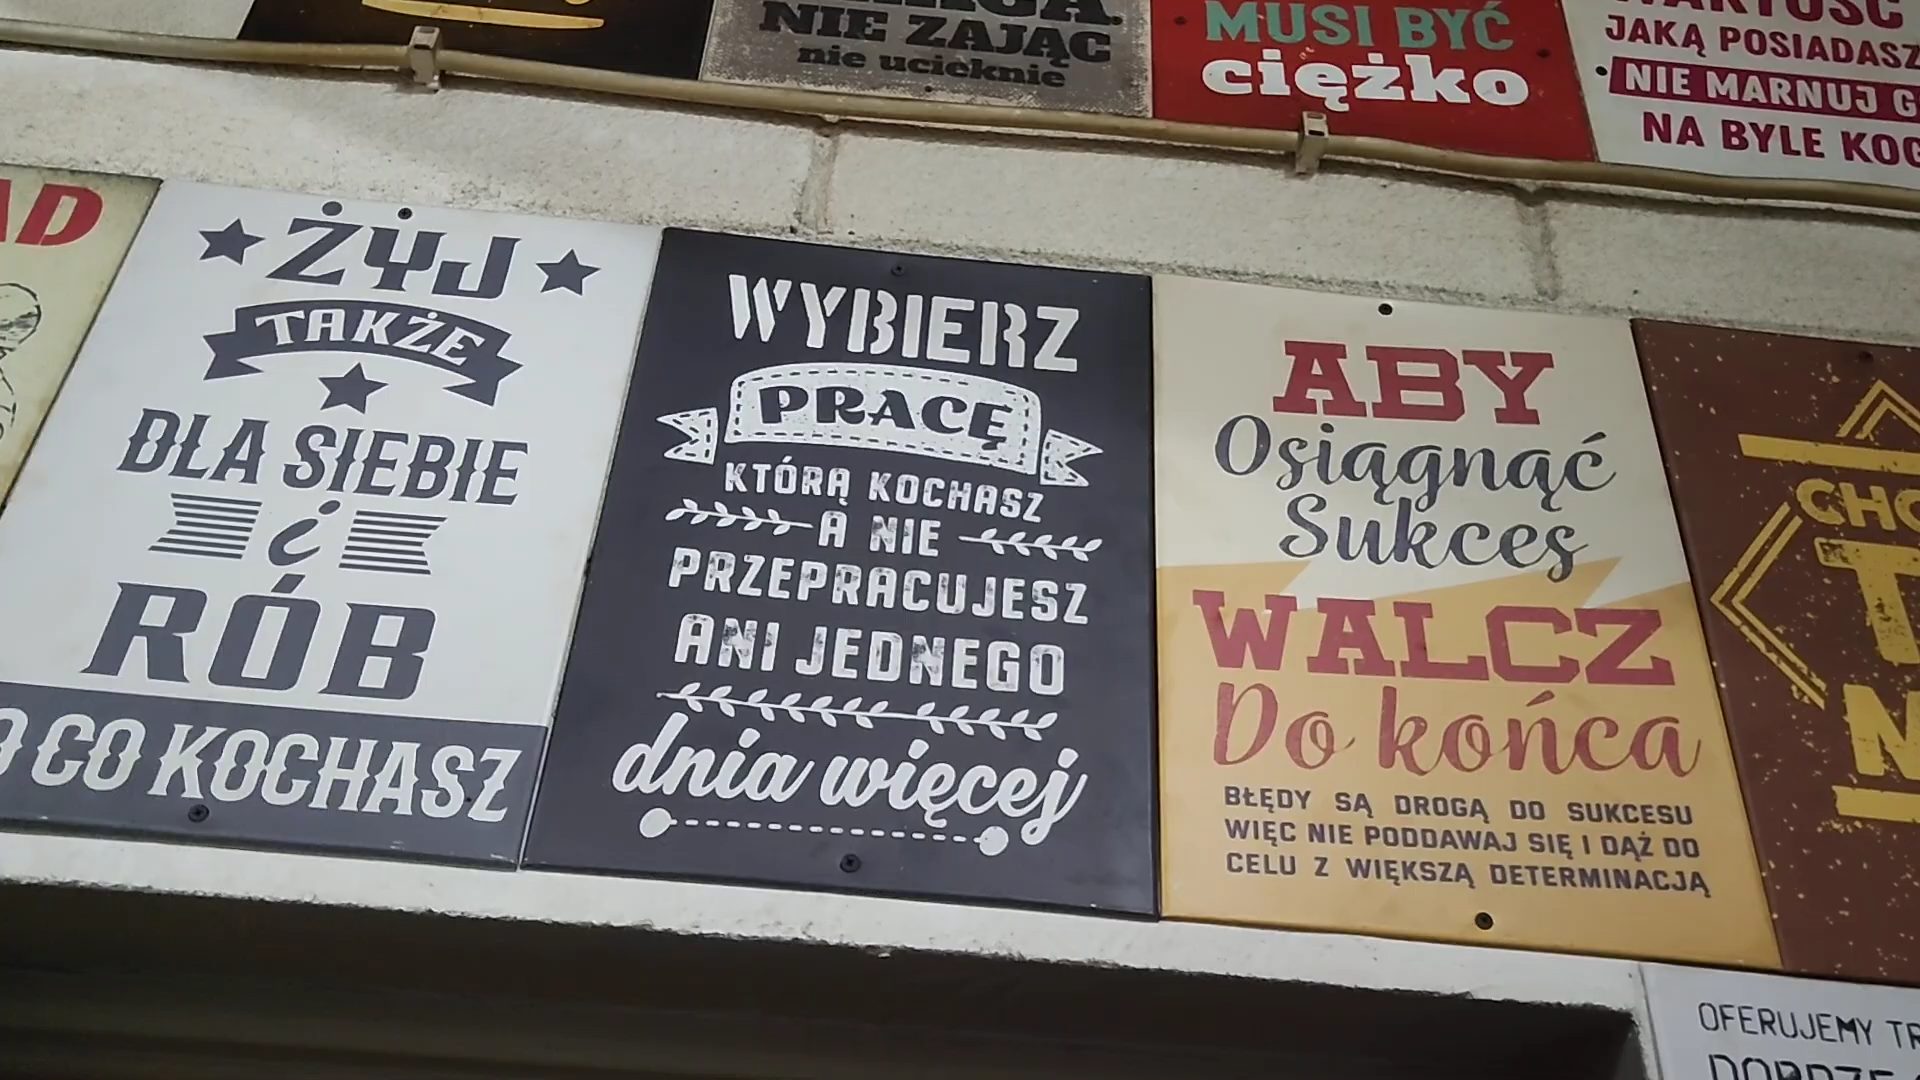 NIE ZAJĄC
nie ucieknie
MUSI BYĆ
ciężko
JAKĄ POSIADASZ
NIE MARNUJ
NA BYLE
ŻYJ
TAKŻE
DLA SIEBIE
i
RÓB
CO KOCHASZ
WYBIERZ
PRACĘ
KTÓRĄ KOCHASZ
A NIE
PRZEPRACUJESZ
ANI JEDNEGO
dnia więcej
ABY
Osiągnąć
Sukces
WALCZ
Do końca
BŁĘDY SĄ DROGĄ DO SUKCESU
WIĘC NIE PODDAWAJ SIĘ I DĄŻ DO
CELU Z WIĘKSZĄ DETERMINACJĄ
OFERUJEMY